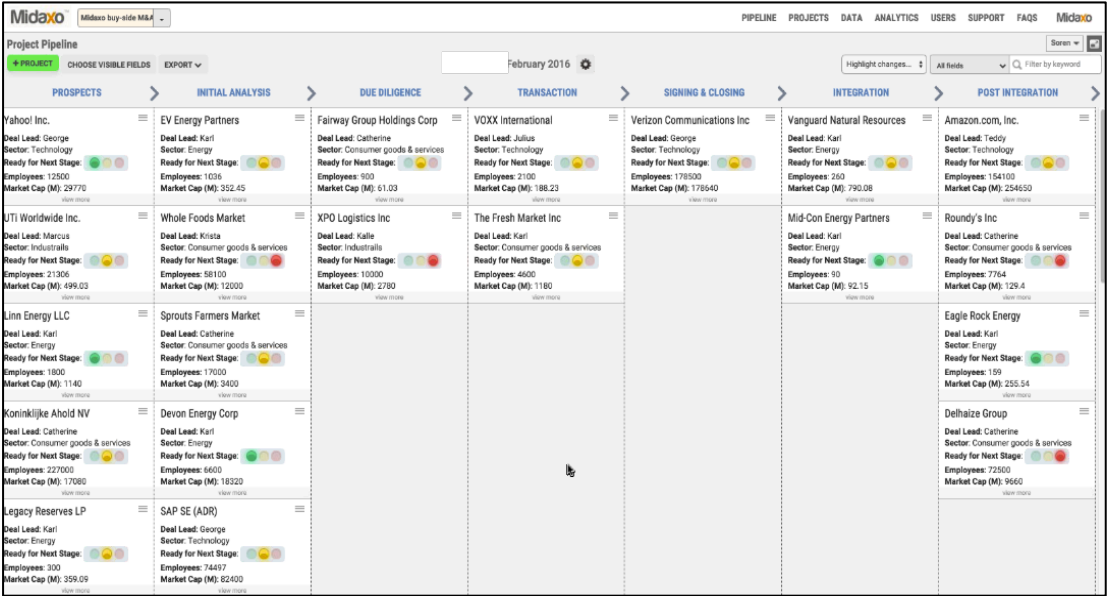 Midaxo
Midaxo buy-side M&A
PIPELINE PROJECTS DATA ANALYTICS USERS SUPPORT FAQS Midaxo
Project Pipeline
Soren
+ PROJECT CHOOSE VISIBLE FIELDS EXPORT
February 2016
Highlight changes... All fields Filter by keyword
PROSPECTS INITIAL ANALYSIS DUE DILIGENCE TRANSACTION SIGNING & CLOSING INTEGRATION POST INTEGRATION
Yahoo! Inc.
Deal Lead: George
Sector: Technology
Ready for Next Stage:
Employees: 12500
Market Cap (M): 29770
view more
UTi Worldwide Inc.
Deal Lead: Marcus
Sector: Industrails
Ready for Next Stage:
Employees: 21306
Market Cap (M): 499.03
view more
Linn Energy LLC
Deal Lead: Karl
Sector: Energy
Ready for Next Stage:
Employees: 1800
Market Cap (M): 1140
view more
Koninklijke Ahold NV
Deal Lead: Catherine
Sector: Consumer goods & services
Ready for Next Stage:
Employees: 227000
Market Cap (M): 17080
view more
Legacy Reserves LP
Deal Lead: Karl
Sector: Energy
Ready for Next Stage:
Employees: 300
Market Cap (M): 359.09
view more
EV Energy Partners
Deal Lead: Karl
Sector: Energy
Ready for Next Stage:
Employees: 1036
Market Cap (M): 352.45
view more
Whole Foods Market
Deal Lead: Krista
Sector: Consumer goods & services
Ready for Next Stage:
Employees: 58100
Market Cap (M): 12000
view more
Sprouts Farmers Market
Deal Lead: Catherine
Sector: Consumer goods & services
Ready for Next Stage:
Employees: 17000
Market Cap (M): 3400
view more
Devon Energy Corp
Deal Lead: Karl
Sector: Energy
Ready for Next Stage:
Employees: 6600
Market Cap (M): 18320
view more
SAP SE (ADR)
Deal Lead: George
Sector: Technology
Ready for Next Stage:
Employees: 74497
Market Cap (M): 82400
view more
Fairway Group Holdings Corp
Deal Lead: Catherine
Sector: Consumer goods & services
Ready for Next Stage:
Employees: 900
Market Cap (M): 61.03
view more
XPO Logistics Inc
Deal Lead: Kalle
Sector: Industrails
Ready for Next Stage:
Employees: 10000
Market Cap (M): 2780
view more
VOXX International
Deal Lead: Julius
Sector: Technology
Ready for Next Stage:
Employees: 2100
Market Cap (M): 188.23
view more
The Fresh Market Inc
Deal Lead: Karl
Sector: Consumer goods & services
Ready for Next Stage:
Employees: 4600
Market Cap (M): 1180
view more
Verizon Communications Inc
Deal Lead: George
Sector: Technology
Ready for Next Stage:
Employees: 178500
Market Cap (M): 178640
view more
Vanguard Natural Resources
Deal Lead: Karl
Sector: Energy
Ready for Next Stage:
Employees: 260
Market Cap (M): 790.08
view more
Mid-Con Energy Partners
Deal Lead: Karl
Sector: Energy
Ready for Next Stage:
Employees: 90
Market Cap (M): 92.15
view more
Amazon.com, Inc.
Deal Lead: Teddy
Sector: Technology
Ready for Next Stage:
Employees: 154100
Market Cap (M): 254650
view more
Roundy's Inc
Deal Lead: Catherine
Sector: Consumer goods & services
Ready for Next Stage:
Employees: 7764
Market Cap (M): 129.4
view more
Eagle Rock Energy
Deal Lead: Karl
Sector: Energy
Ready for Next Stage:
Employees: 159
Market Cap (M): 255.54
view more
Delhaize Group
Deal Lead: Catherine
Sector: Consumer goods & services
Ready for Next Stage:
Employees: 72500
Market Cap (M): 9660
view more